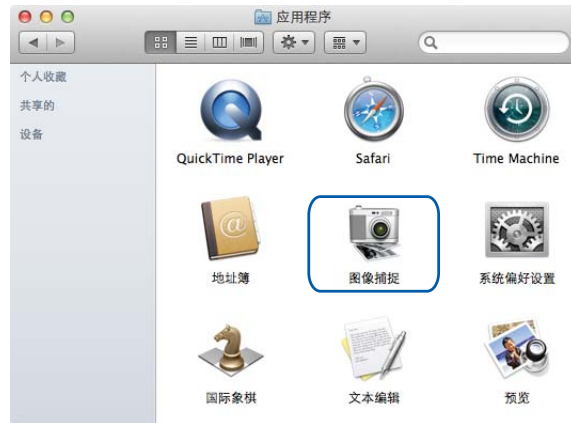 应用程序
个人收藏
共享的
设备
QuickTime Player
Safari
Time Machine
地址簿
图像捕捉
系统偏好设置
国际象棋
文本编辑
预览